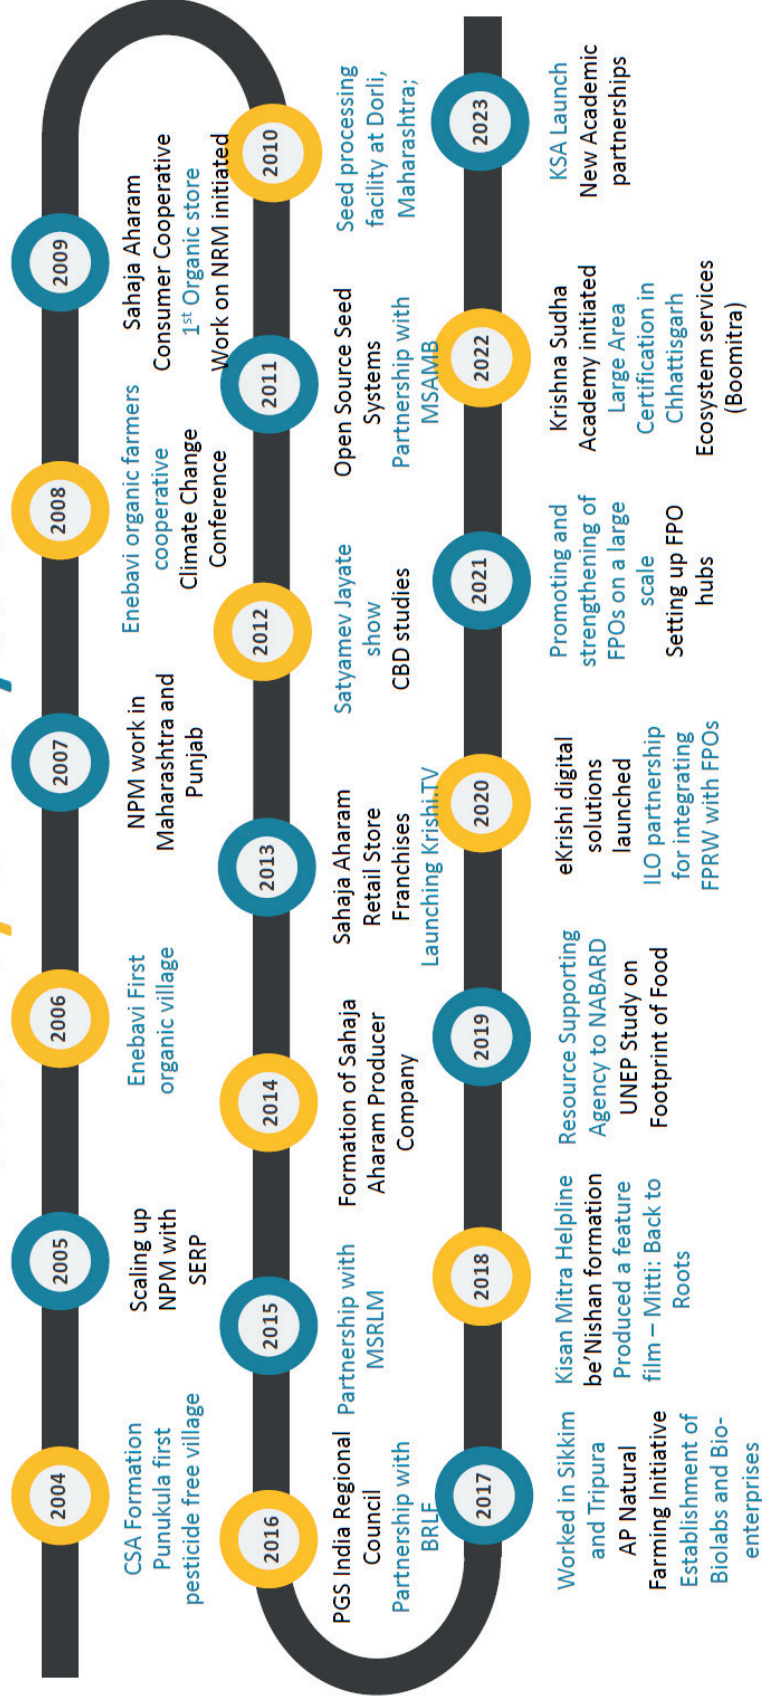 2004
CSA Formation
Punukula first
pesticide free village
2005
Scaling up
NPM with
SERP
2006
Enebavi First
organic village
2007
NPM work in
Maharashtra and
Punjab
2008
Enebavi organic farmers
cooperative
Climate Change
Conference
2009
Sahaja Aharam
Consumer Cooperative
1st Organic store
Work on NRM initiated
2010
Seed processing
facility at Dorli,
Maharashtra;
2011
Open Source Seed
Systems
Partnership with
MSAMB
2012
Satyamev Jayate
show
CBD studies
2013
Sahaja Aharam
Retail Store
Franchises
Launching Krishi.TV
2014
Formation of Sahaja
Aharam Producer
Company
2015
Partnership with
MSRLM
2016
PGS India Regional
Council
Partnership with
BRLF
2017
Worked in Sikkim
and Tripura
AP Natural
Farming Initiative
Establishment of
Biolabs and Bio-
enterprises
2018
Kisan Mitra Helpline
be'Nishan formation
Produced a feature
film – Mitti: Back to
Roots
2019
Resource Supporting
Agency to NABARD
UNEP Study on
Footprint of Food
2020
eKrishi digital
solutions
launched
ILO partnership
for integrating
FPRW with FPOs
2021
Promoting and
strengthening of
FPOs on a large
scale
Setting up FPO
hubs
2022
Krishna Sudha
Academy initiated
Large Area
Certification in
Chhattisgarh
Ecosystem services
(Boomitra)
2023
KSA Launch
New Academic
partnerships